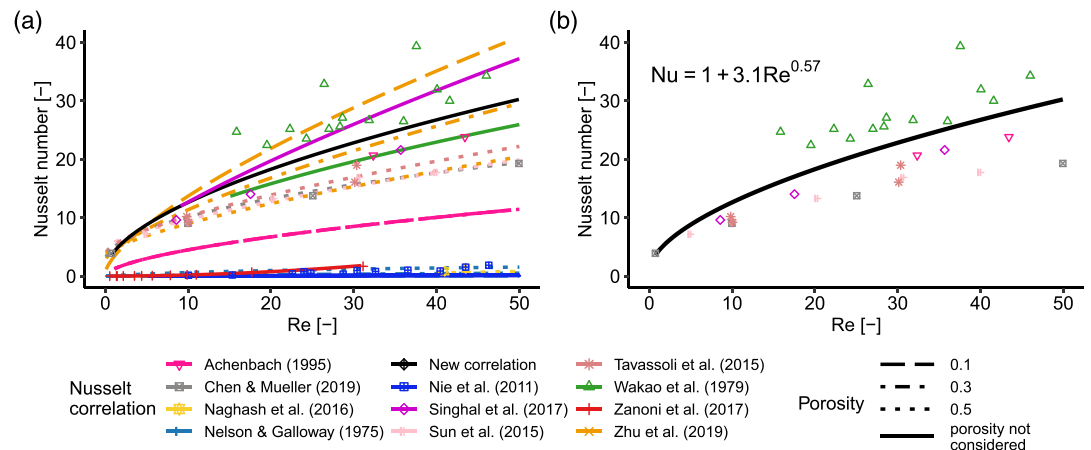 (a)
(b)
Nusselt number [−]
40
30
20
10
0
0
10
20
30
40
50
Re [−]
Nusselt number [−]
40
30
20
10
0
Nu = 1 + 3.1Re^0.57
0
10
20
30
40
50
Re [−]
Nusselt
correlation
Achenbach (1995)
Chen & Mueller (2019)
Naghash et al. (2016)
Nelson & Galloway (1975)
New correlation
Nie et al. (2011)
Singhal et al. (2017)
Sun et al. (2015)
Tavassoli et al. (2015)
Wakao et al. (1979)
Zanoni et al. (2017)
Zhu et al. (2019)
Porosity
0.1
0.3
0.5
porosity not
considered